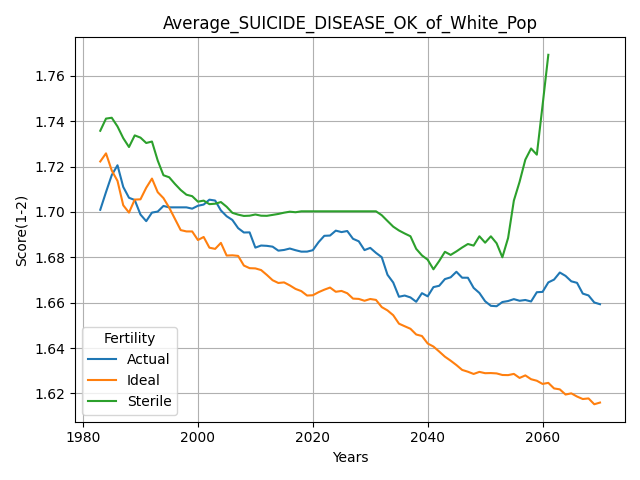 Average_SUICIDE_DISEASE_OK_of_White_Pop
Score(1-2)
1.76
1.74
1.72
1.70
1.68
1.66
1.64
1.62
Fertility
Actual
Ideal
Sterile
1980 2000 2020 2040 2060
Years